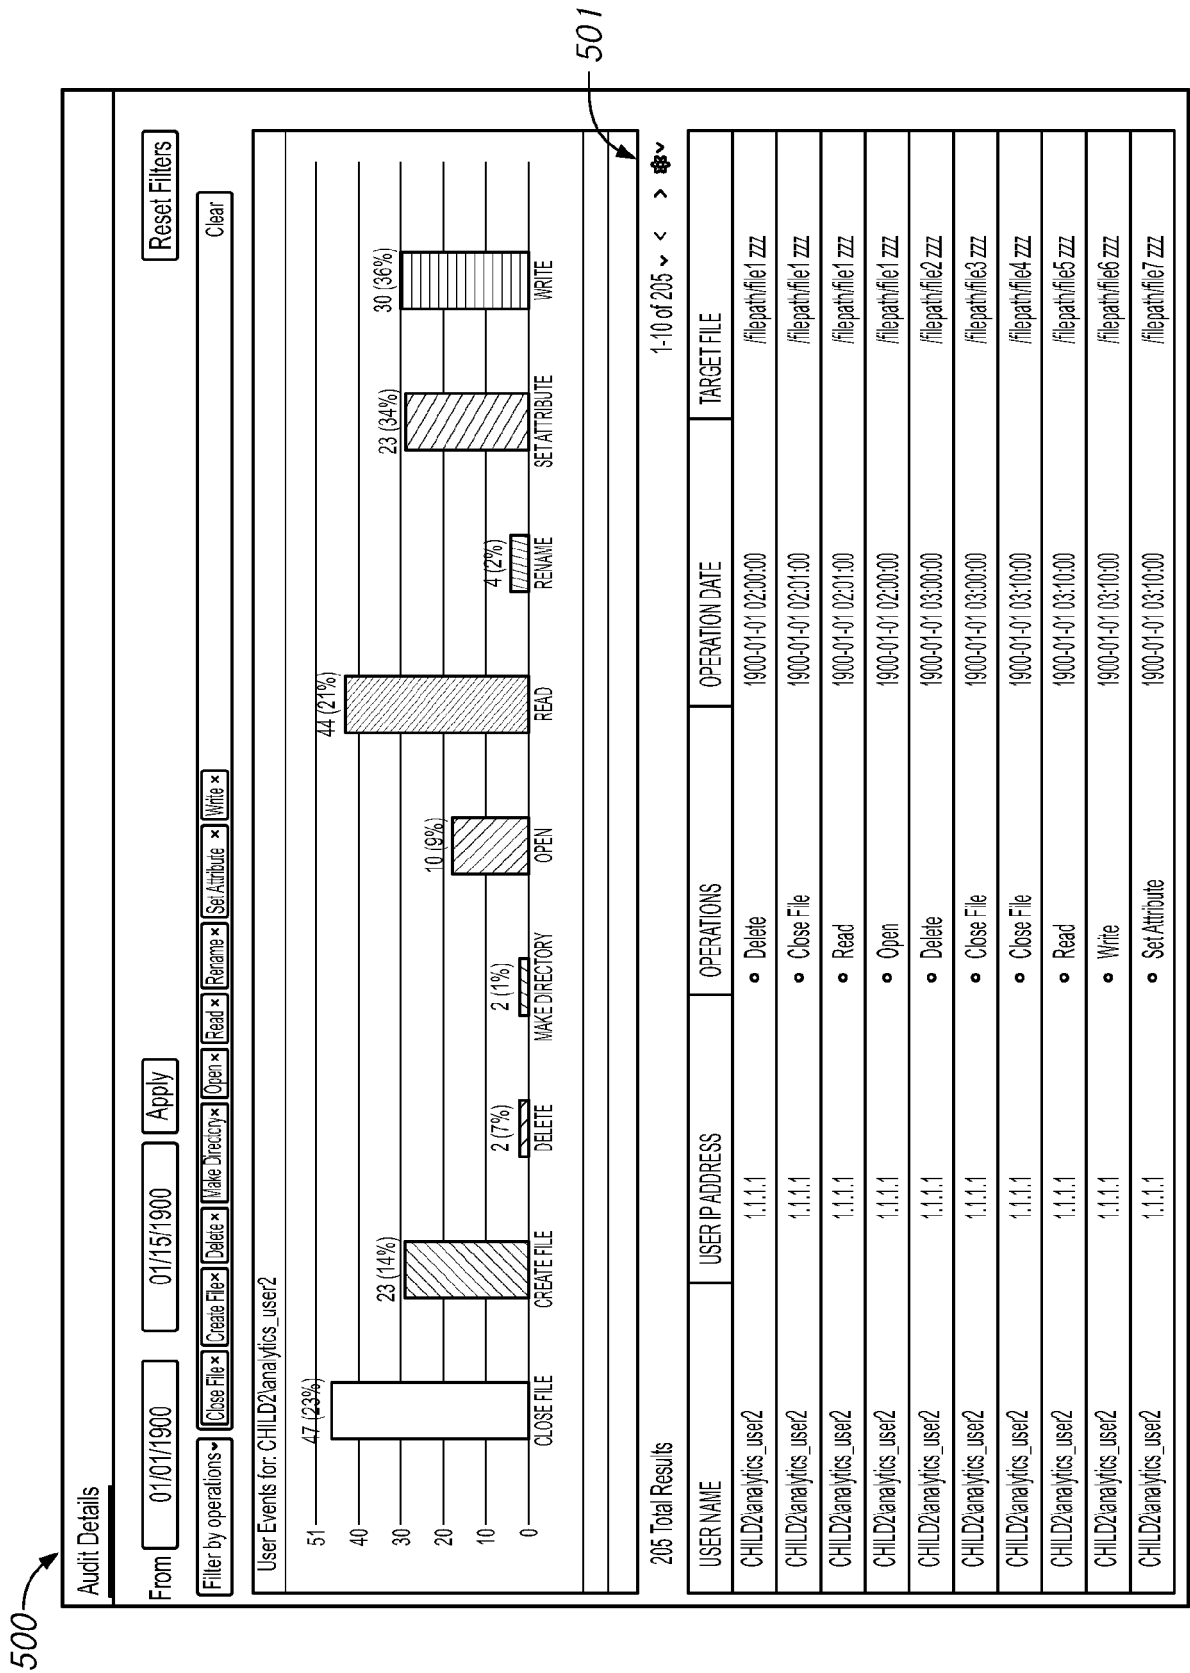 500
Audit Details
From 01/01/1900 01/15/1900 Apply Reset Filters
Filter by operations Close File× Create File× Delete× Make Directory× Open× Read× Rename× Set Attribute × Write × Clear
User Events for: CHILD2\analytics_user2
51
40
30
20
10
0
47 (23%)
23 (14%)
2 (7%)
2 (1%)
10 (9%)
44 (21%)
4 (2%)
23 (34%)
30 (36%)
CLOSE FILE CREATE FILE DELETE MAKE DIRECTORY OPEN READ RENAME SET ATTRIBUTE WRITE
501
205 Total Results 1-10 of 205 < >
USER NAME USER IP ADDRESS OPERATIONS OPERATION DATE TARGET FILE
CHILD2\analytics_user2 1.1.1.1 Delete 1900-01-01 02:00:00 /filepath/file1 zzz
CHILD2\analytics_user2 1.1.1.1 Close File 1900-01-01 02:01:00 /filepath/file1 zzz
CHILD2\analytics_user2 1.1.1.1 Read 1900-01-01 02:01:00 /filepath/file1 zzz
CHILD2\analytics_user2 1.1.1.1 Open 1900-01-01 02:00:00 /filepath/file1 zzz
CHILD2\analytics_user2 1.1.1.1 Delete 1900-01-01 03:00:00 /filepath/file2 zzz
CHILD2\analytics_user2 1.1.1.1 Close File 1900-01-01 03:00:00 /filepath/file3 zzz
CHILD2\analytics_user2 1.1.1.1 Close File 1900-01-01 03:10:00 /filepath/file4 zzz
CHILD2\analytics_user2 1.1.1.1 Read 1900-01-01 03:10:00 /filepath/file5 zzz
CHILD2\analytics_user2 1.1.1.1 Write 1900-01-01 03:10:00 /filepath/file6 zzz
CHILD2\analytics_user2 1.1.1.1 Set Attribute 1900-01-01 03:10:00 /filepath/file7 zzz